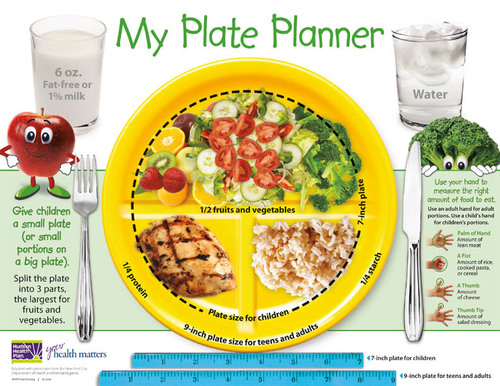 My Plate Planner
6 oz.
Fat-free or
1% milk
Water
Give children
a small plate
(or small
portions on
a big plate).
Split the plate
into 3 parts,
the largest for
fruits and
vegetables.
1/2 fruits and vegetables
7-inch plate
1/4 protein
1/4 starch
Plate size for children
9-inch plate size for teens and adults
Use your hand to
measure the right
amount of food to eat.
Use an adult hand for adult
portions. Use a child's hand
for children's portions.
Palm of Hand
Amount of
lean meat
A Fist
Amount of rice,
cooked pasta,
or cereal
A Thumb
Amount
of cheese
Thumb Tip
Amount of
salad dressing
your
health matters
7-inch plate for children
9-inch plate for teens and adults